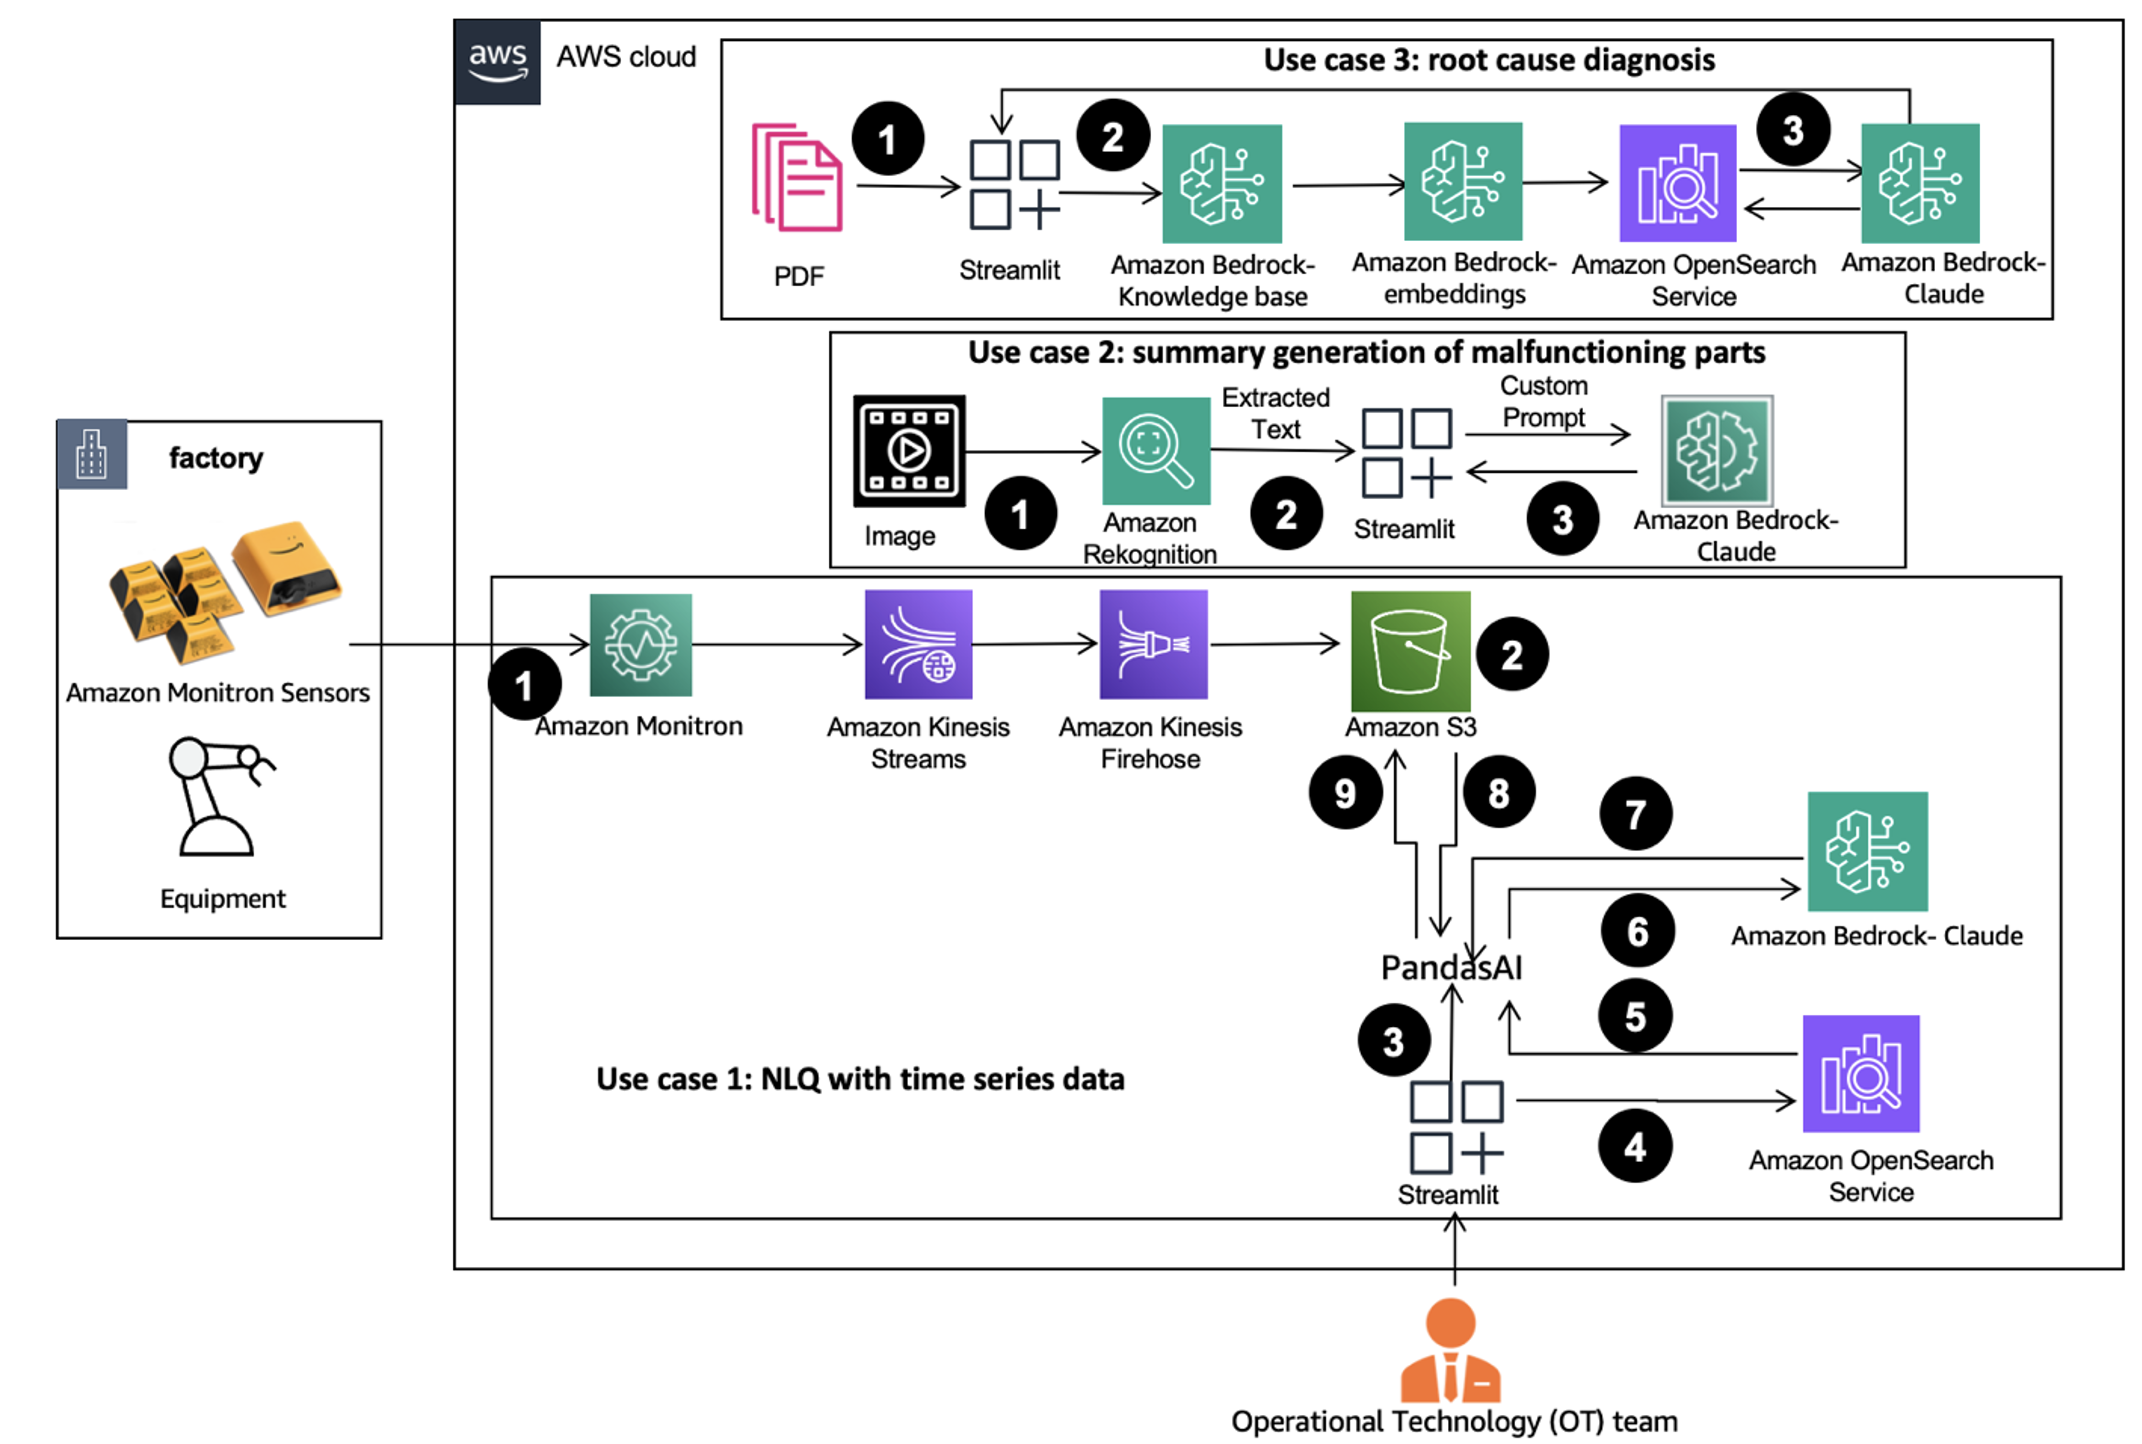 aws
AWS cloud
Use case 3: root cause diagnosis
1
2
3
PDF
Streamlit
Amazon Bedrock-
Knowledge base
Amazon Bedrock-
embeddings
Amazon OpenSearch
Service
Amazon Bedrock-
Claude
Use case 2: summary generation of malfunctioning parts
Extracted
Text
Custom
Prompt
1
2
3
Image
Amazon
Rekognition
Streamlit
Amazon Bedrock-
Claude
factory
Amazon Monitron Sensors
Equipment
1
Amazon Monitron
Amazon Kinesis
Streams
Amazon Kinesis
Firehose
Amazon S3
2
9
8
7
6
Amazon Bedrock- Claude
PandasAI
5
3
4
Use case 1: NLQ with time series data
Amazon OpenSearch
Service
Streamlit
Operational Technology (OT) team